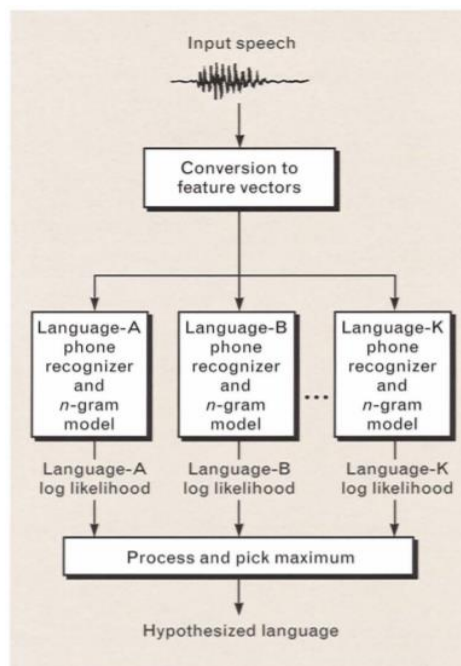 Input speech
Conversion to
feature vectors
Language-A
phone
recognizer
and
n-gram
model
Language-B
phone
recognizer
and
n-gram
model
...
Language-K
phone
recognizer
and
n-gram
model
Language-A
log likelihood
Language-B
log likelihood
Language-K
log likelihood
Process and pick maximum
Hypothesized language